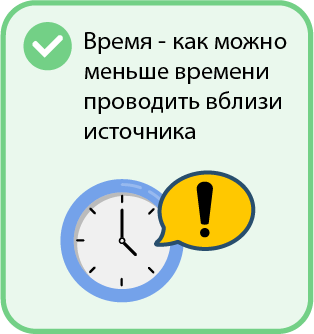 Время - как можно
меньше времени
проводить вблизи
источника